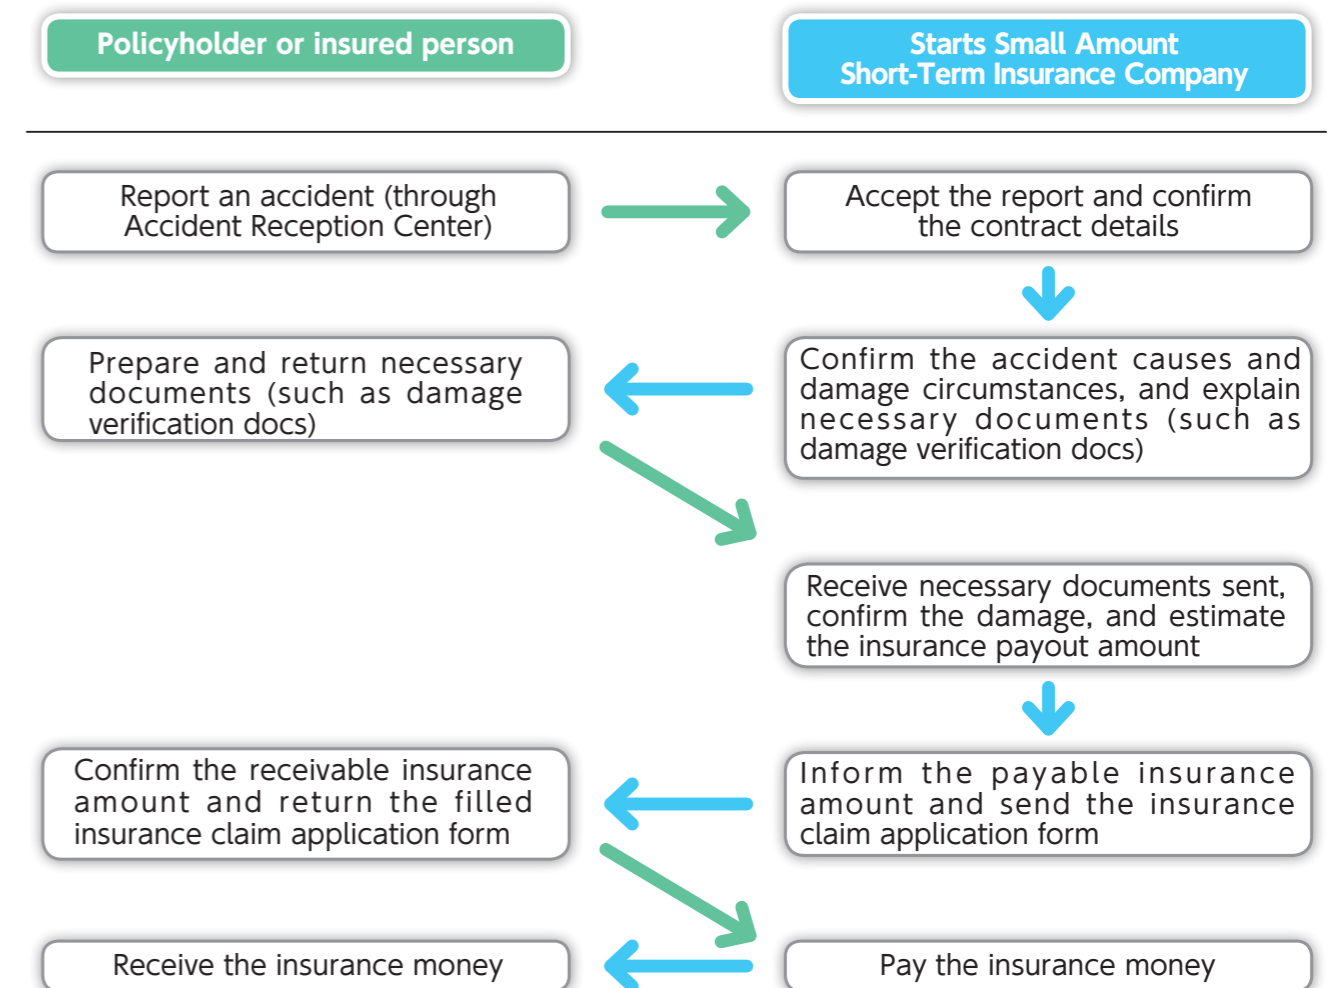 Policyholder or insured person
Starts Small Amount
Short-Term Insurance Company
Report an accident (through
Accident Reception Center)
Accept the report and confirm
the contract details
Confirm the accident causes and
damage circumstances, and explain
necessary documents (such as
damage verification docs)
Prepare and return necessary
documents (such as damage
verification docs)
Receive necessary documents sent,
confirm the damage, and estimate
the insurance payout amount
Inform the payable insurance
amount and send the insurance
claim application form
Confirm the receivable insurance
amount and return the filled
insurance claim application form
Pay the insurance money
Receive the insurance money